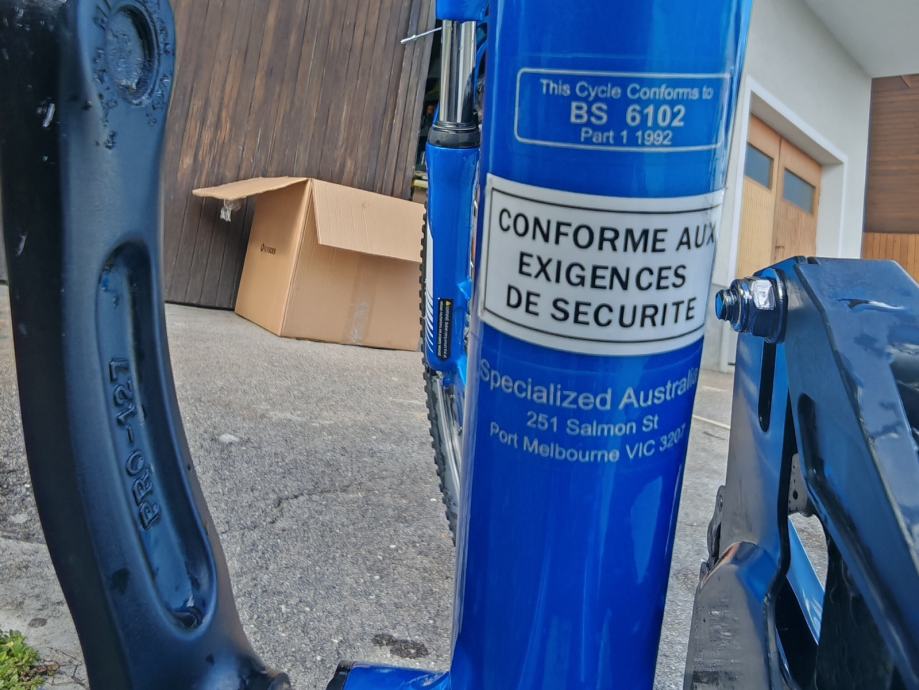 This Cycle Conforms to
BS 6102
Part 1 1992
CONFORME AUX
EXIGENCES
DE SECURITE
Specialized Australia
251 Salmon St
Port Melbourne VIC 3207
PRO-127